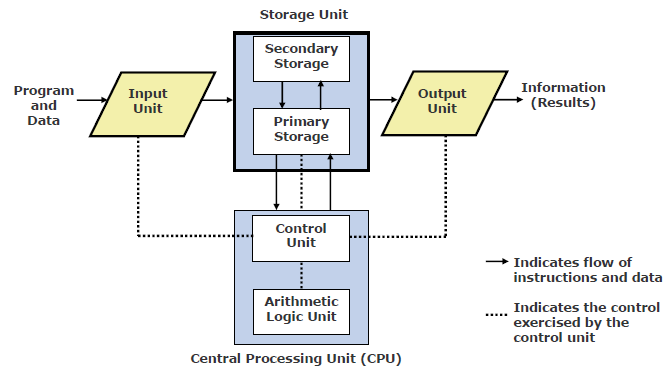 Storage Unit
Secondary
Storage
Program
and
Data
Input
Unit
Primary
Storage
Output
Unit
Information
(Results)
Control
Unit
Arithmetic
Logic Unit
Central Processing Unit (CPU)
Indicates flow of
instructions and data
Indicates the control
exercised by the
control unit